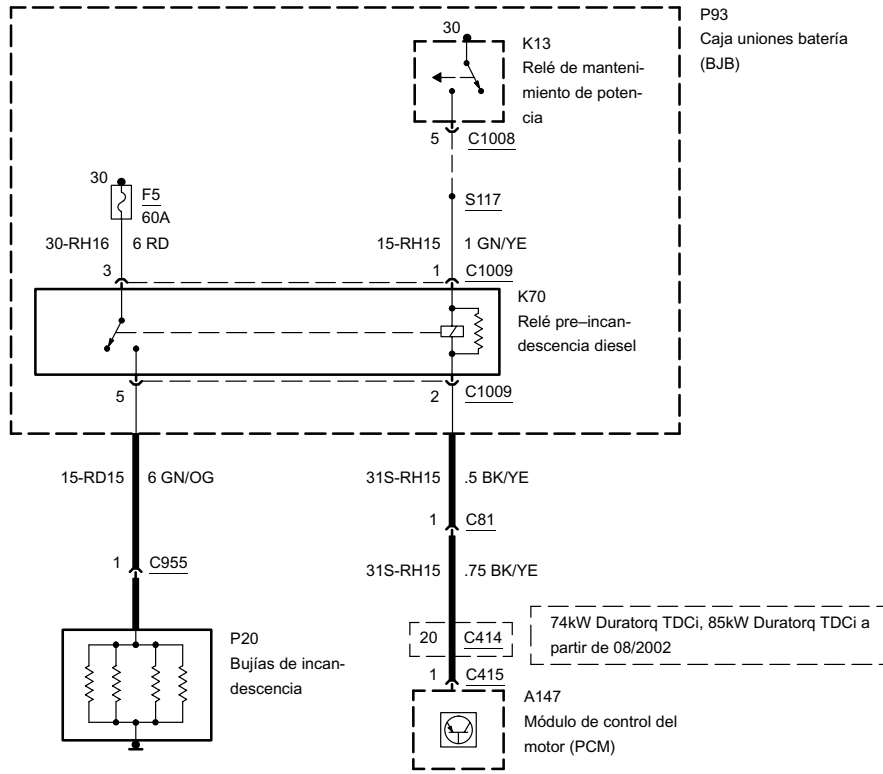 P93
Caja uniones batería
(BJB)
30
K13
Relé de manteni-
miento de poten-
cia
5 C1008
30
F5
60A
S117
30-RH16 6 RD
15-RH15 1 GN/YE
3
1 C1009
K70
Relé pre–incan-
descencia diesel
5
2 C1009
15-RD15 6 GN/OG
31S-RH15 .5 BK/YE
1 C81
1 C955
31S-RH15 .75 BK/YE
20 C414
74kW Duratorq TDCi, 85kW Duratorq TDCi a
partir de 08/2002
P20
Bujías de incan-
descencia
1 C415
A147
Módulo de control del
motor (PCM)